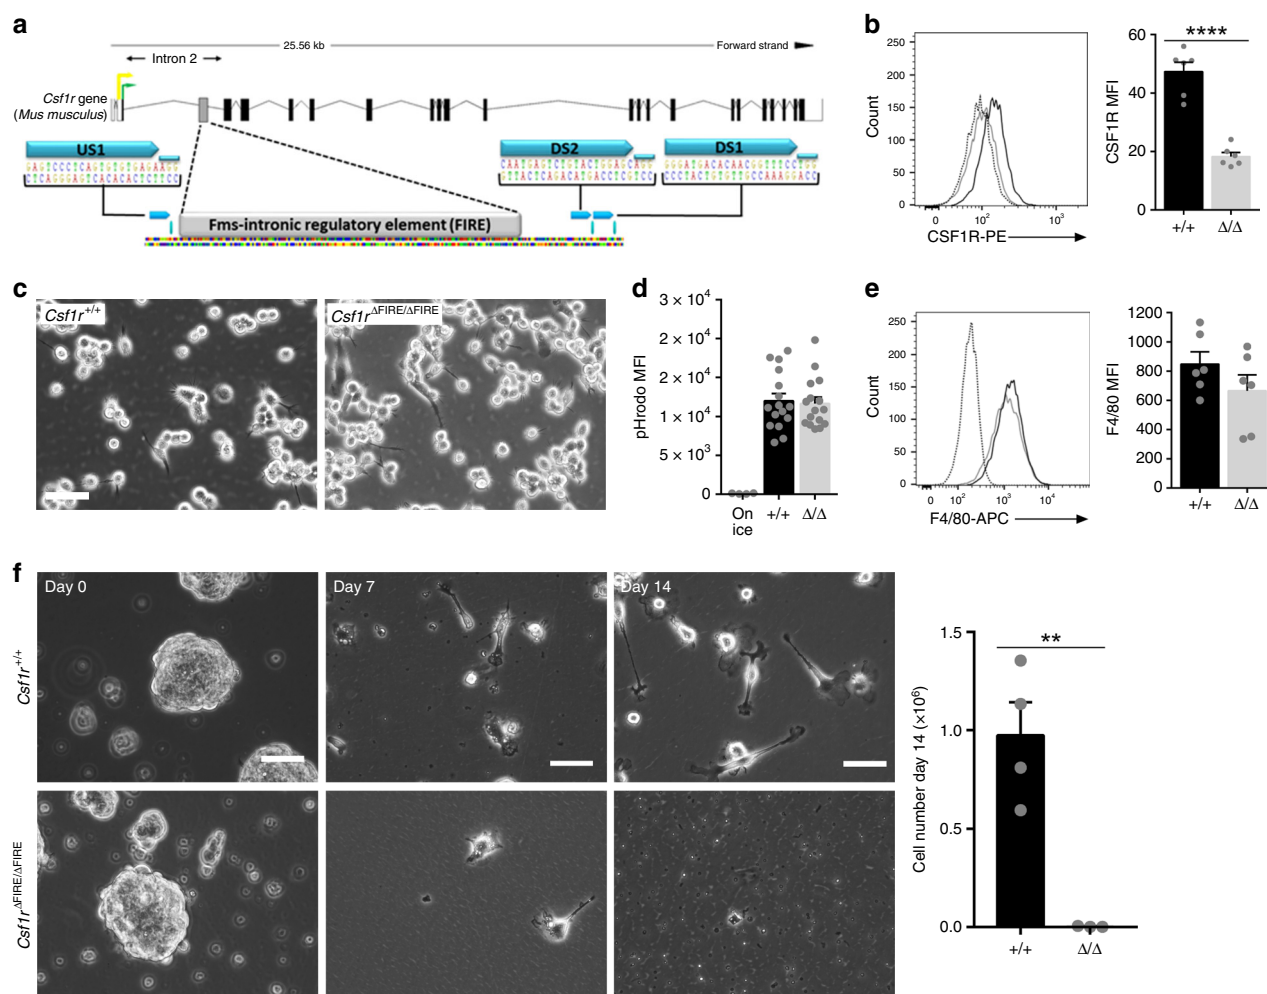 a
25.56 kb
Forward strand
Intron 2
Csf1r gene
(Mus musculus)
US1
DS2
DS1
Fms-intronic regulatory element (FIRE)
b
250
200
150
100
50
0
Count
0
10²
10³
CSF1R-PE
60
40
20
0
CSF1R MFI
****
+/+
Δ/Δ
c
Csf1r+/+
Csf1rΔFIRE/ΔFIRE
d
3 × 10⁴
2 × 10⁴
2 × 10⁴
1 × 10⁴
5 × 10³
0
pHrodo MFI
On ice
+/+
Δ/Δ
e
250
200
150
100
50
0
Count
0
10²
10³
10⁴
F4/80-APC
1200
1000
800
600
400
200
0
F4/80 MFI
+/+
Δ/Δ
f
Day 0
Day 7
Day 14
Csf1r+/+
Csf1rΔFIRE/ΔFIRE
1.5
1.0
0.5
0.0
Cell number day 14 (×10⁶)
**
+/+
Δ/Δ